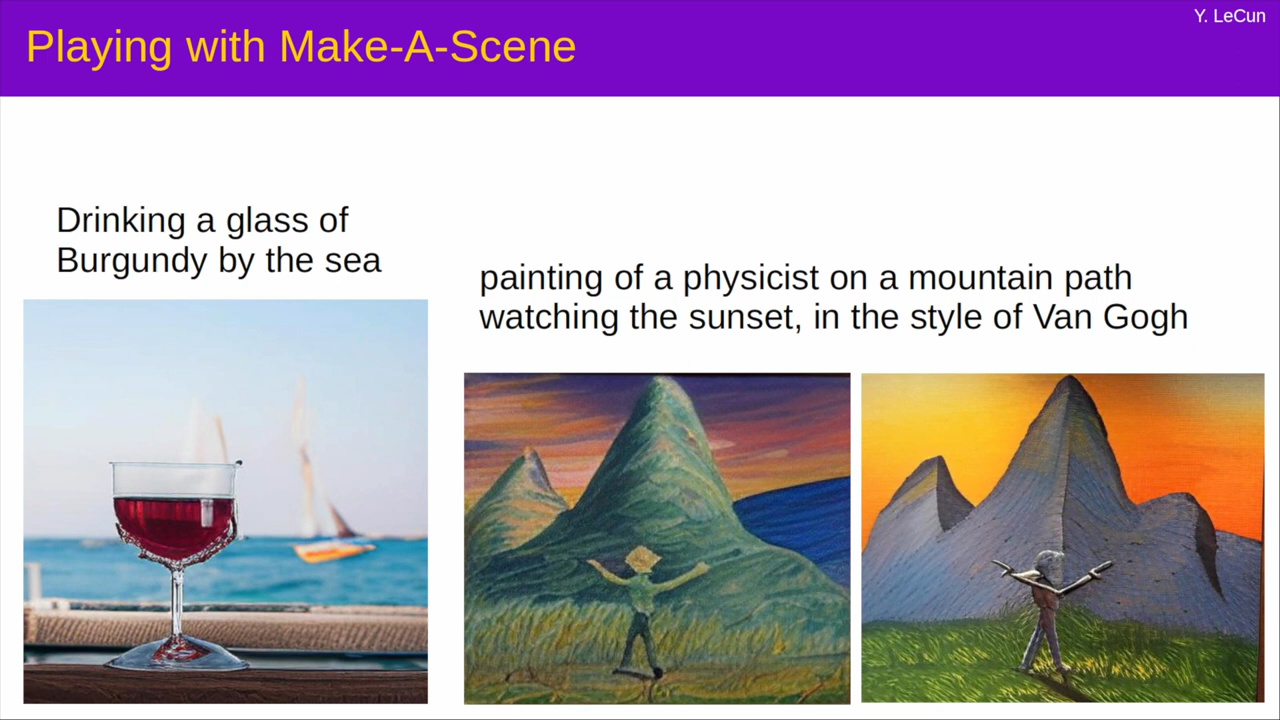 Y. LeCun
Playing with Make-A-Scene
Drinking a glass of
Burgundy by the sea
painting of a physicist on a mountain path
watching the sunset, in the style of Van Gogh